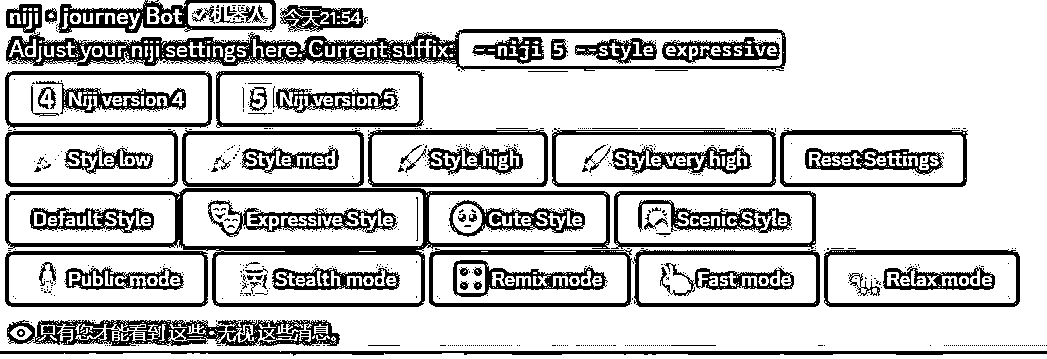 niji · journey Bot ✓机器人 今天21:54
Adjust your niji settings here. Current suffix: --niji 5 --style expressive
4 Niji version 4 5 Niji version 5
Style low Style med Style high Style very high Reset Settings
Default Style Expressive Style Cute Style Scenic Style
Public mode Stealth mode Remix mode Fast mode Relax mode
只有您才能看到这些·无视这些消息。